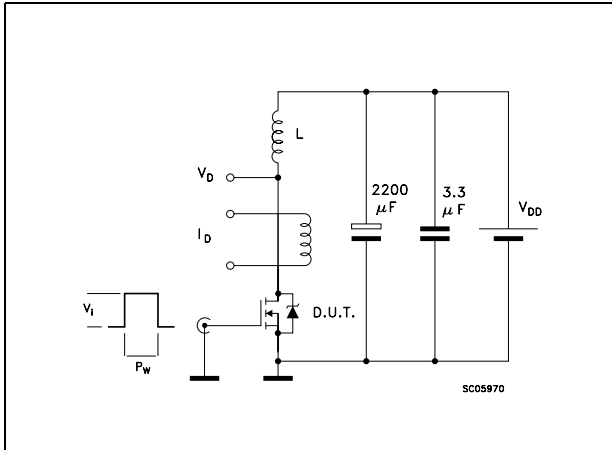 L
V_D
2200 μF
3.3 μF
V_DD
I_D
V_i
D.U.T.
P_W
SC05970